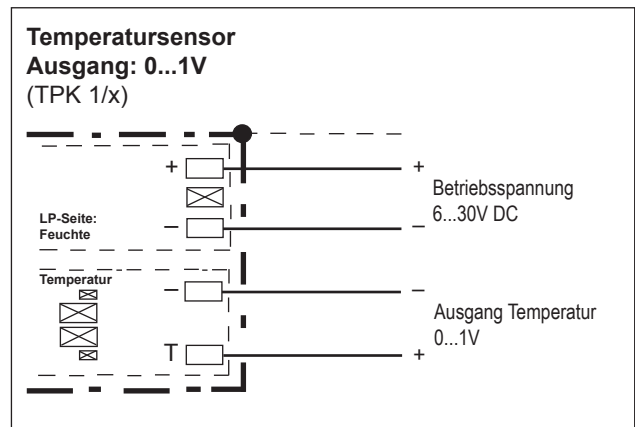 Temperatursensor
Ausgang: 0...1V
(TPK 1/x)
+ +
Betriebsspannung
6...30V DC
LP-Seite:
Feuchte
– –
Temperatur
– –
Ausgang Temperatur
0...1V
T +